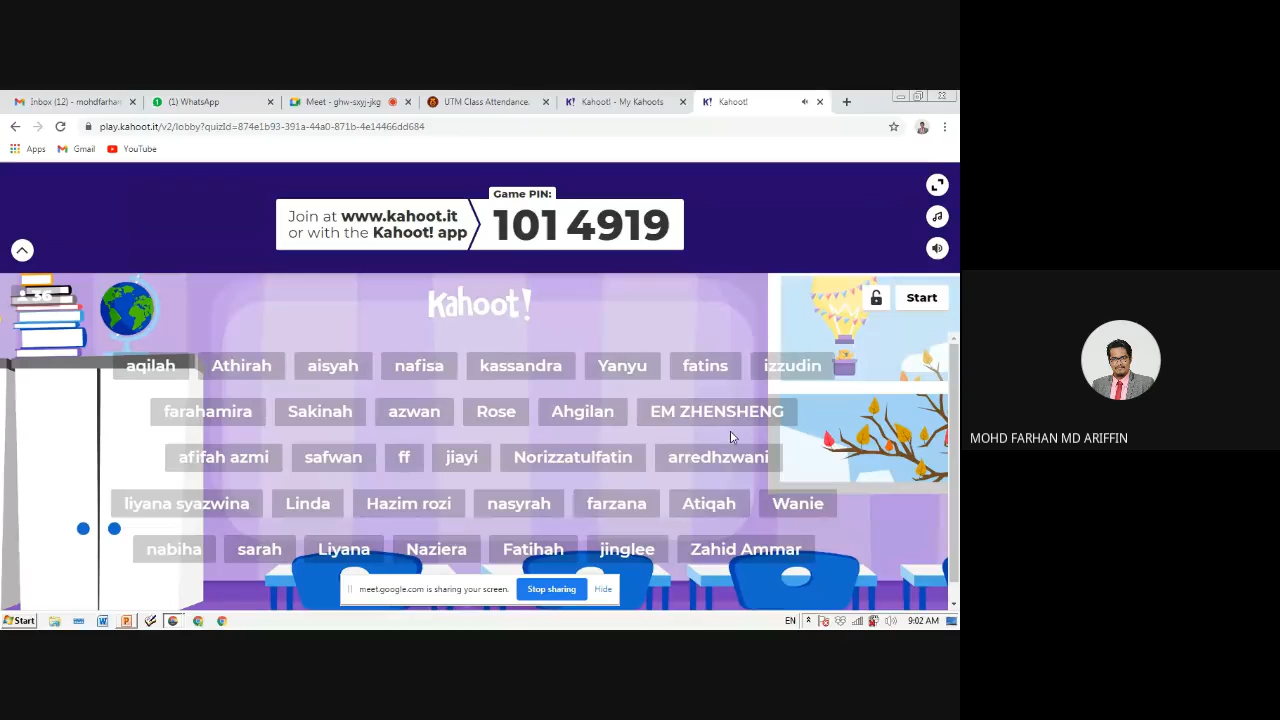 Inbox (12) - mohdfarhan
(1) WhatsApp
Meet - ghw-sxyj-jkg
UTM Class Attendance.
Kahoot! - My Kahoots
Kahoot!
play.kahoot.it/v2/lobby?quizId=874e1b93-391a-44a0-871b-4e14466dd684
Apps Gmail YouTube
Game PIN:
Join at www.kahoot.it
or with the Kahoot! app
101 4919
36
Kahoot!
Start
aqilah Athirah aisyah nafisa kassandra Yanyu fatins izzudin
farahamira Sakinah azwan Rose Ahgilan EM ZHENSHENG
afifah azmi safwan ff jiayi Norizzatulfatin arredhzwani
liyana syazwina Linda Hazim rozi nasyrah farzana Atiqah Wanie
nabiha sarah Liyana Naziera Fatihah jinglee Zahid Ammar
meet.google.com is sharing your screen. Stop sharing Hide
Start EN 9:02 AM
MOHD FARHAN MD ARIFFIN